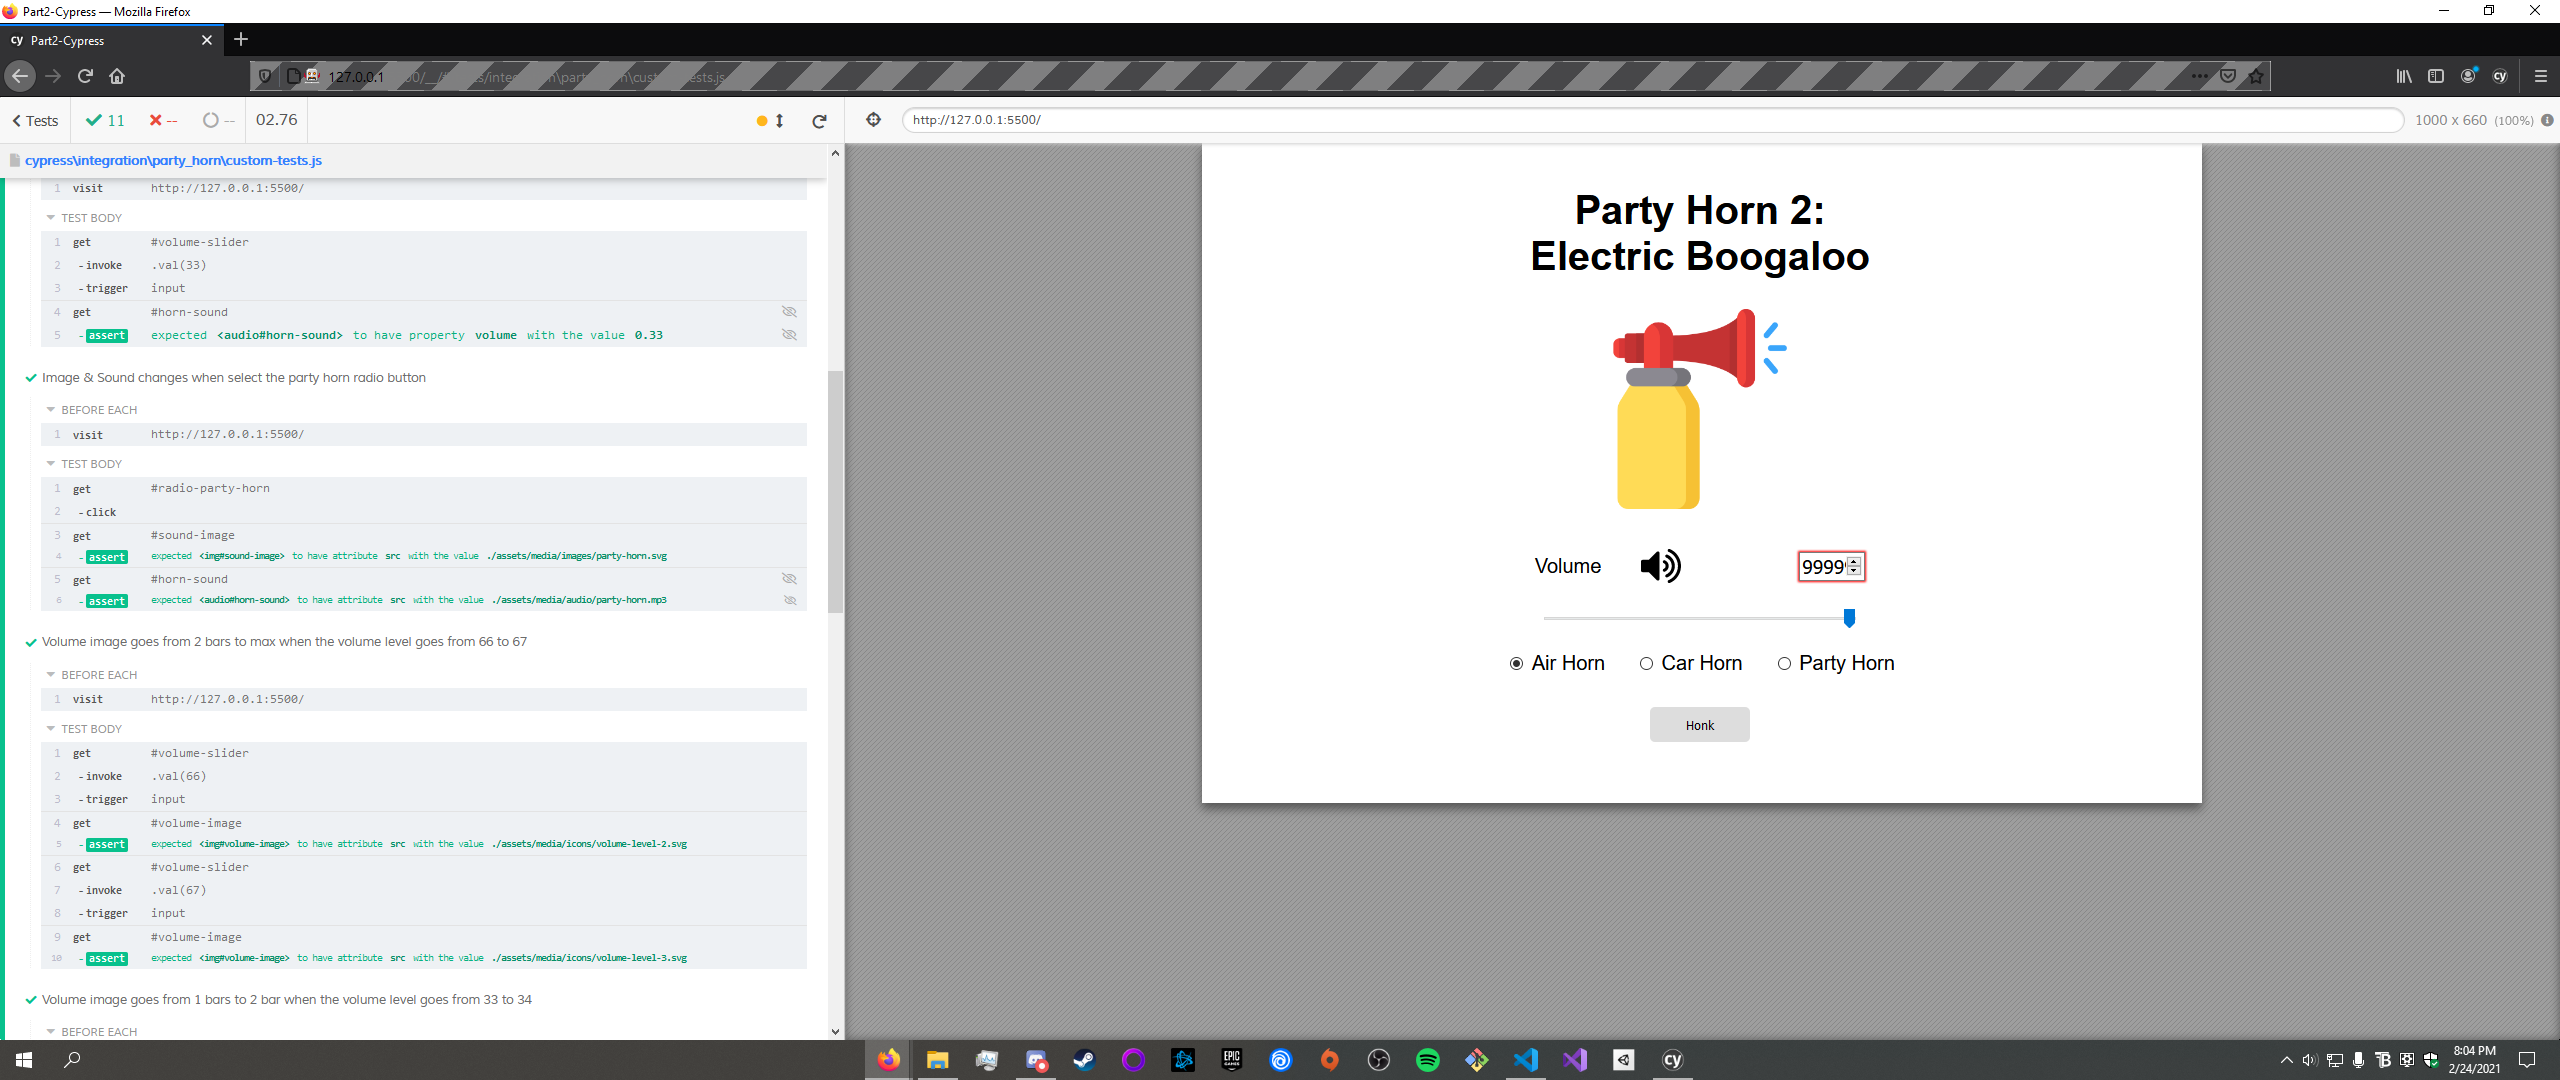 Part2-Cypress — Mozilla Firefox
cy Part2-Cypress
127.0.0.1
cy
Tests 11 -- -- 02.76
http://127.0.0.1:5500/
1000 x 660 (100%)
cypress\integration\party_horn\custom-tests.js
1 visit http://127.0.0.1:5500/
TEST BODY
1 get #volume-slider
2 -invoke .val(33)
3 -trigger input
4 get #horn-sound
5 -assert expected <audio#horn-sound> to have property volume with the value 0.33
Image & Sound changes when select the party horn radio button
BEFORE EACH
1 visit http://127.0.0.1:5500/
TEST BODY
1 get #radio-party-horn
2 -click
3 get #sound-image
4 -assert expected <img#sound-image> to have attribute src with the value ./assets/media/images/party-horn.svg
5 get #horn-sound
6 -assert expected <audio#horn-sound> to have attribute src with the value ./assets/media/audio/party-horn.mp3
Volume image goes from 2 bars to max when the volume level goes from 66 to 67
BEFORE EACH
1 visit http://127.0.0.1:5500/
TEST BODY
1 get #volume-slider
2 -invoke .val(66)
3 -trigger input
4 get #volume-image
5 -assert expected <img#volume-image> to have attribute src with the value ./assets/media/icons/volume-level-2.svg
6 get #volume-slider
7 -invoke .val(67)
8 -trigger input
9 get #volume-image
10 -assert expected <img#volume-image> to have attribute src with the value ./assets/media/icons/volume-level-3.svg
Volume image goes from 1 bars to 2 bar when the volume level goes from 33 to 34
BEFORE EACH
Party Horn 2:
Electric Boogaloo
Volume 9999
Air Horn Car Horn Party Horn
Honk
EPIC GAMES
cy
8:04 PM
2/24/2021